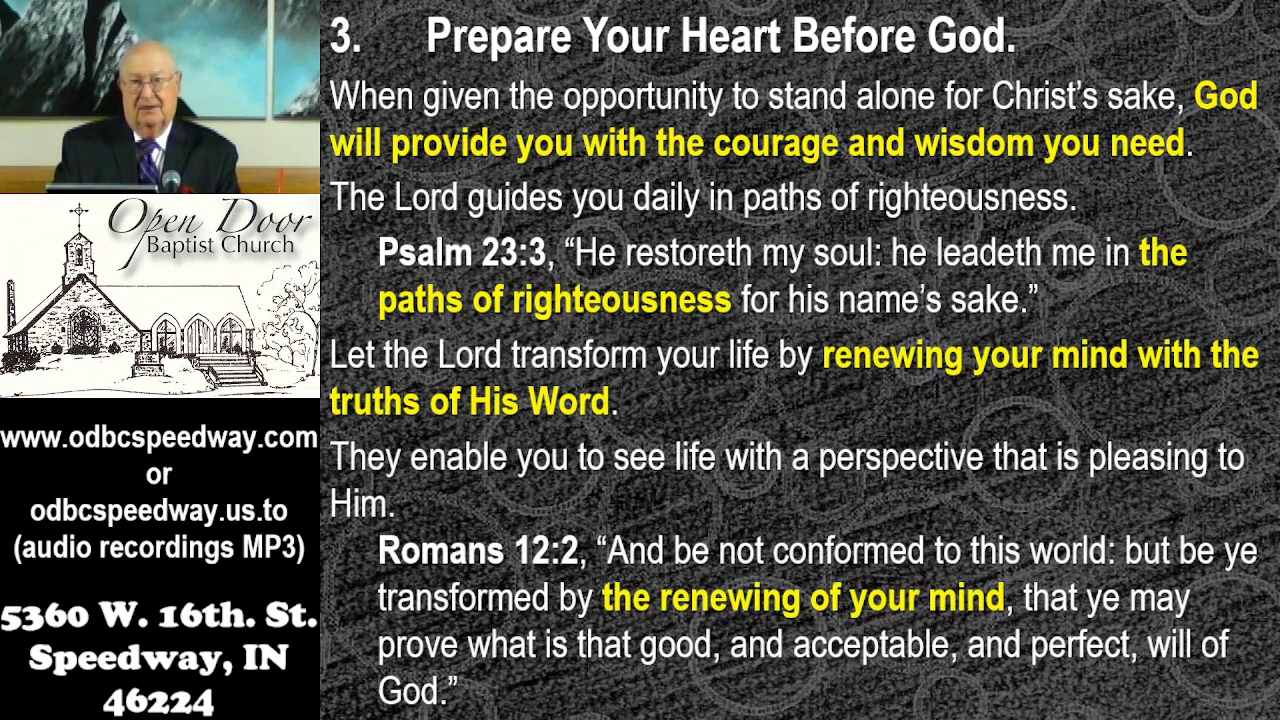 3. Prepare Your Heart Before God.
When given the opportunity to stand alone for Christ's sake, God
will provide you with the courage and wisdom you need.
The Lord guides you daily in paths of righteousness.
Psalm 23:3, “He restoreth my soul: he leadeth me in the
paths of righteousness for his name's sake.”
Let the Lord transform your life by renewing your mind with the
truths of His Word.
They enable you to see life with a perspective that is pleasing to
Him.
Romans 12:2, “And be not conformed to this world: but be ye
transformed by the renewing of your mind, that ye may
prove what is that good, and acceptable, and perfect, will of
God.”
Open Door
Baptist Church
www.odbcspeedway.com
or
odbcspeedway.us.to
(audio recordings MP3)
5360 W. 16th. St.
Speedway, IN
46224